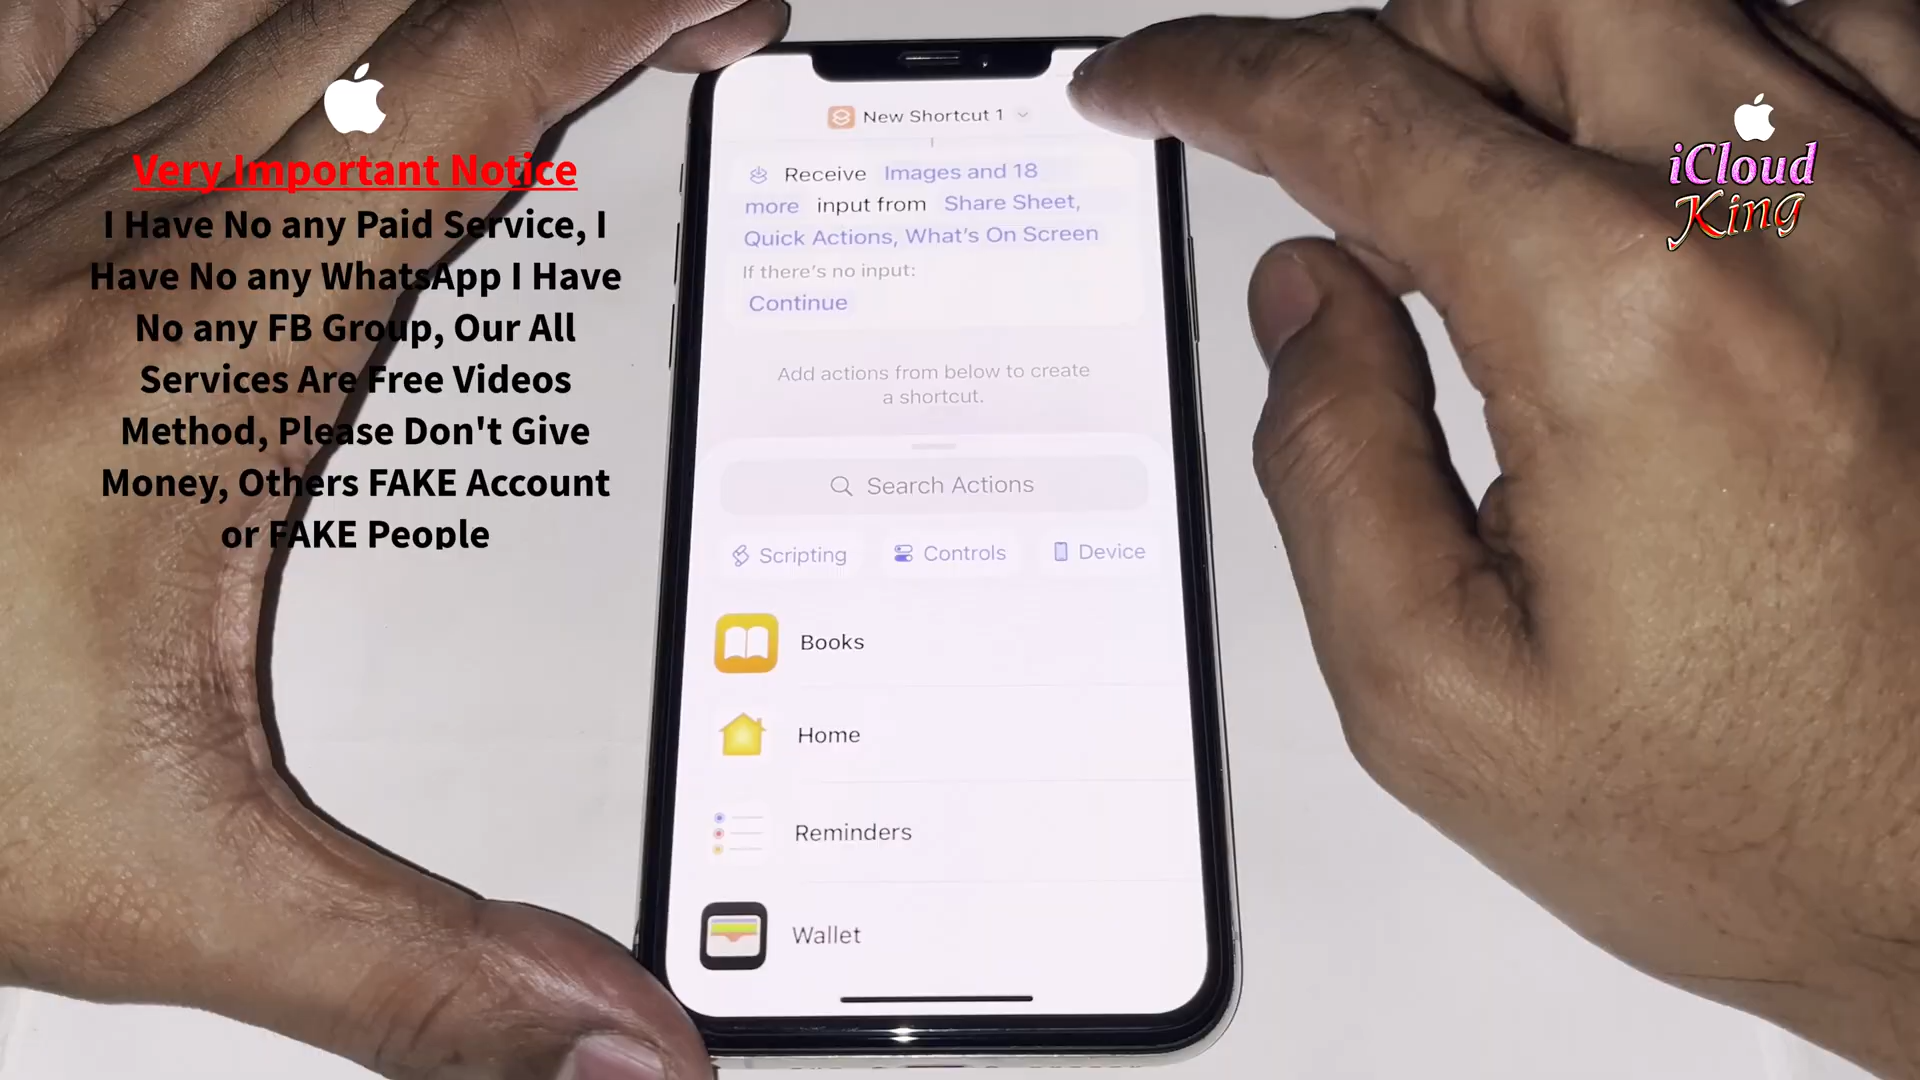 Very Important Notice
I Have No any Paid Service, I
Have No any WhatsApp I Have
No any FB Group, Our All
Services Are Free Videos
Method, Please Don't Give
Money, Others FAKE Account
or FAKE People
New Shortcut 1
Receive Images and 18
more input from Share Sheet,
Quick Actions, What's On Screen
If there's no input:
Continue
Add actions from below to create
a shortcut.
Search Actions
Scripting Controls Device
Books
Home
Reminders
Wallet
iCloud
King